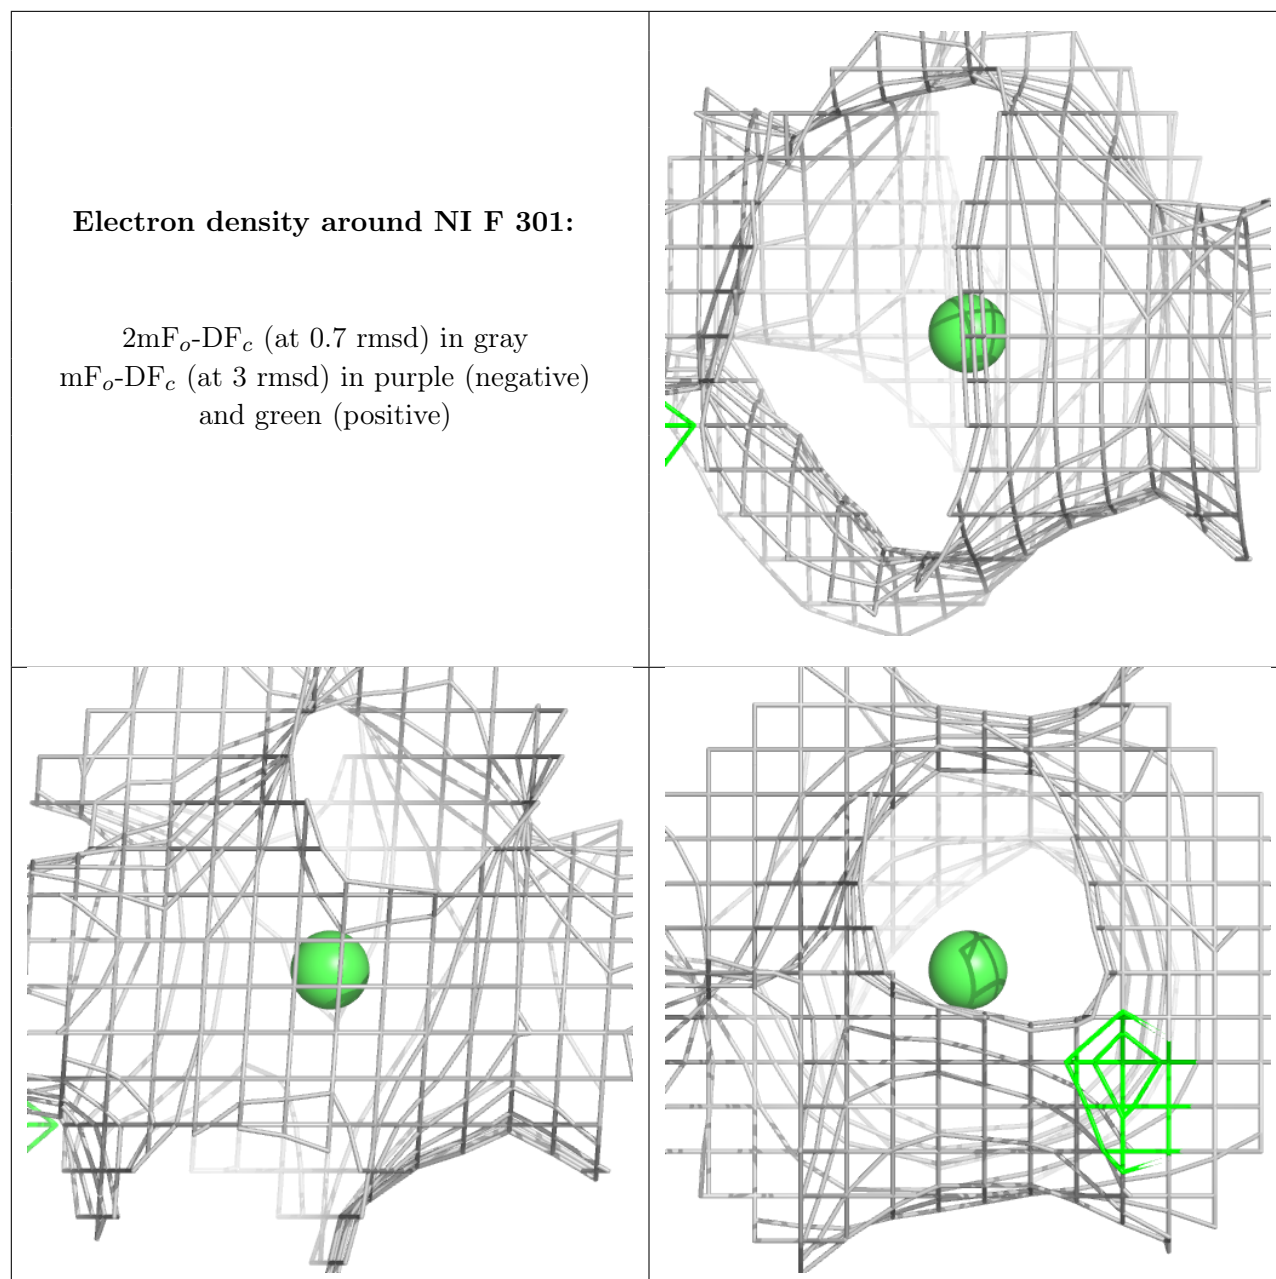 Electron density around NI F 301:
2mFo-DFc (at 0.7 rmsd) in gray
mFo-DFc (at 3 rmsd) in purple (negative)
and green (positive)